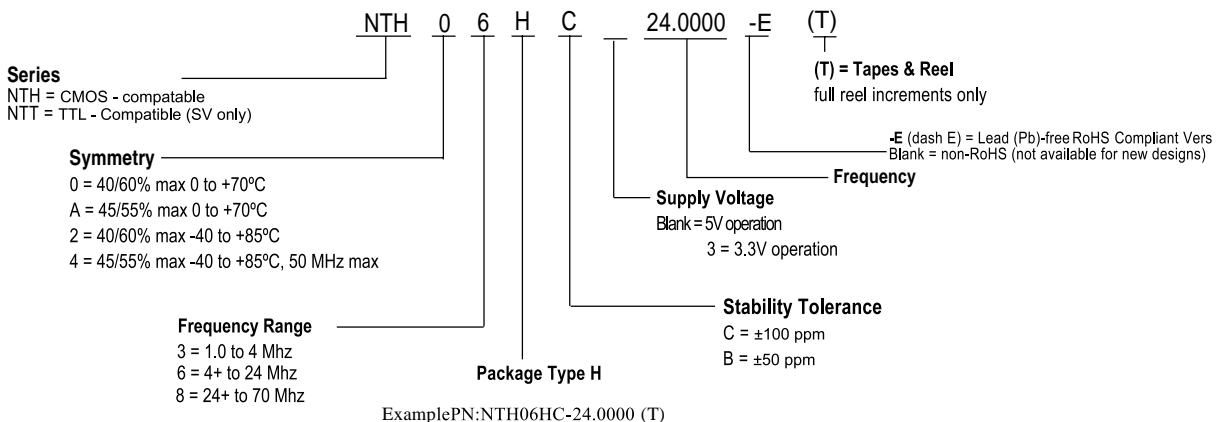 NTH 0 6 H C _ 24.0000 -E (T)
Series
NTH = CMOS - compatable
NTT = TTL - Compatible (SV only)
(T) = Tapes & Reel
full reel increments only
-E (dash E) = Lead (Pb)-free RoHS Compliant Vers
Blank = non-RoHS (not available for new designs)
Symmetry
0 = 40/60% max 0 to +70ºC
A = 45/55% max 0 to +70ºC
2 = 40/60% max -40 to +85ºC
4 = 45/55% max -40 to +85ºC, 50 MHz max
Frequency
Supply Voltage
Blank = 5V operation
3 = 3.3V operation
Stability Tolerance
C = ±100 ppm
B = ±50 ppm
Frequency Range
3 = 1.0 to 4 Mhz
6 = 4+ to 24 Mhz
8 = 24+ to 70 Mhz
Package Type H
ExamplePN:NTH06HC-24.0000 (T)